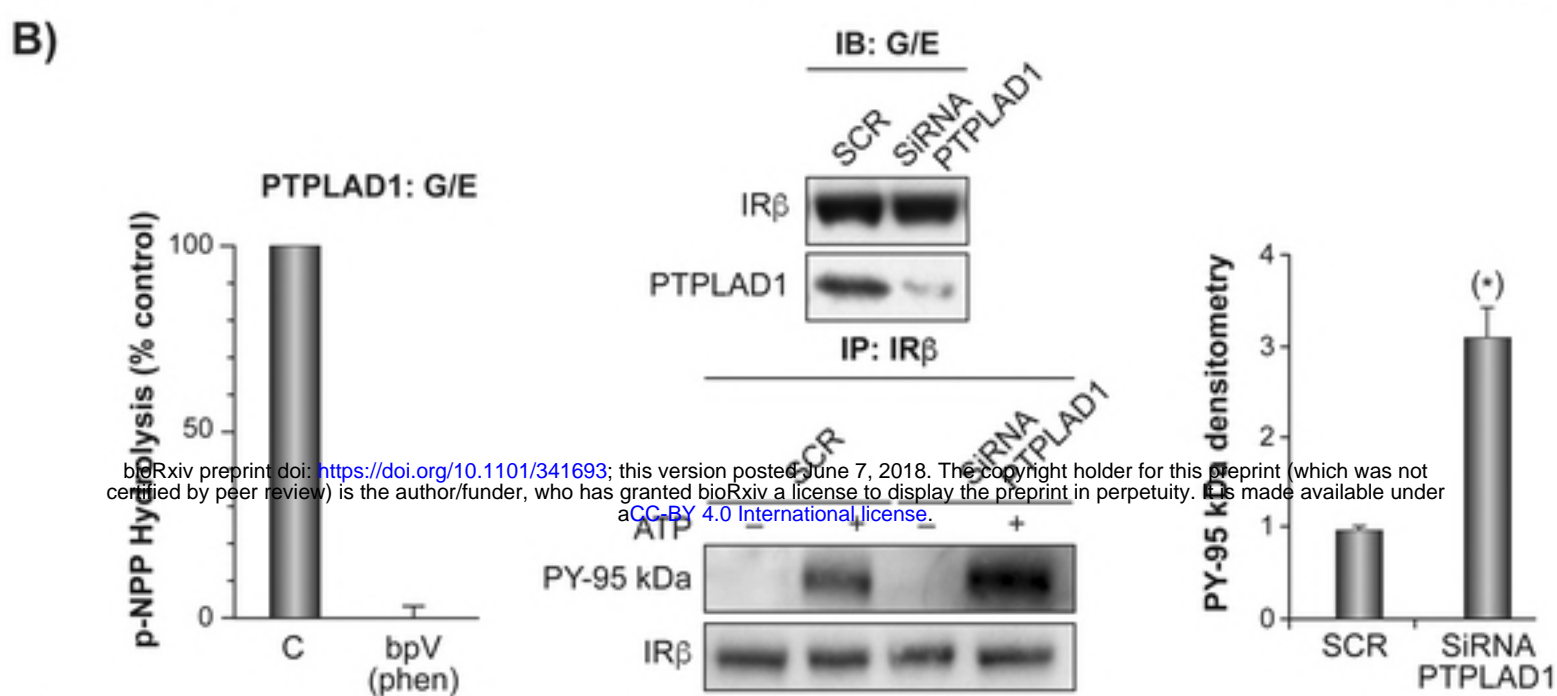 B)
PTPLAD1: G/E
p-NPP Hydrolysis (% control)
100
50
0
C
bpV
(phen)
IB: G/E
SCR
SiRNA
PTPLAD1
IRβ
PTPLAD1
IP: IRβ
SCR
SiRNA
PTPLAD1
ATP – + – +
PY-95 kDa
IRβ
PY-95 kDa densitometry
4
3
2
1
0
(*)
SCR
SiRNA
PTPLAD1
bioRxiv preprint doi: https://doi.org/10.1101/341693; this version posted June 7, 2018. The copyright holder for this preprint (which was not
certified by peer review) is the author/funder, who has granted bioRxiv a license to display the preprint in perpetuity. It is made available under
aCC-BY 4.0 International license.